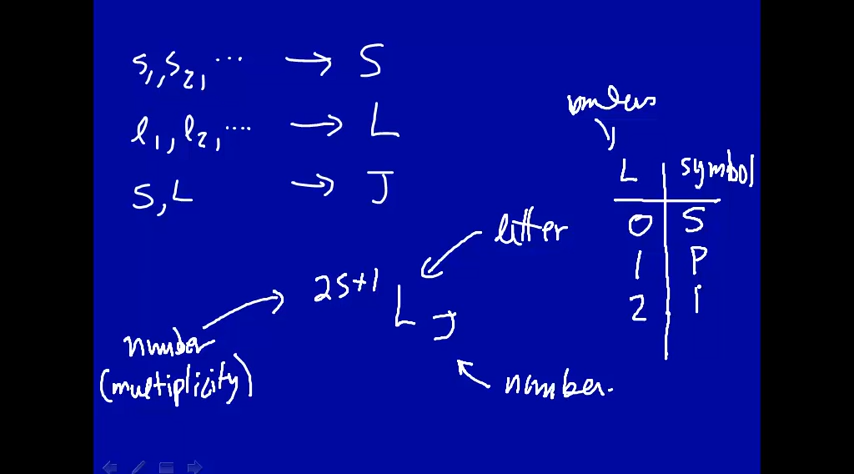 s₁, s₂, ⋯ → S
l₁, l₂, ⋯ → L
S, L → J
2S+1 L J
letter
number
(multiplicity)
number.
numbers
L symbol
0 S
1 P
2